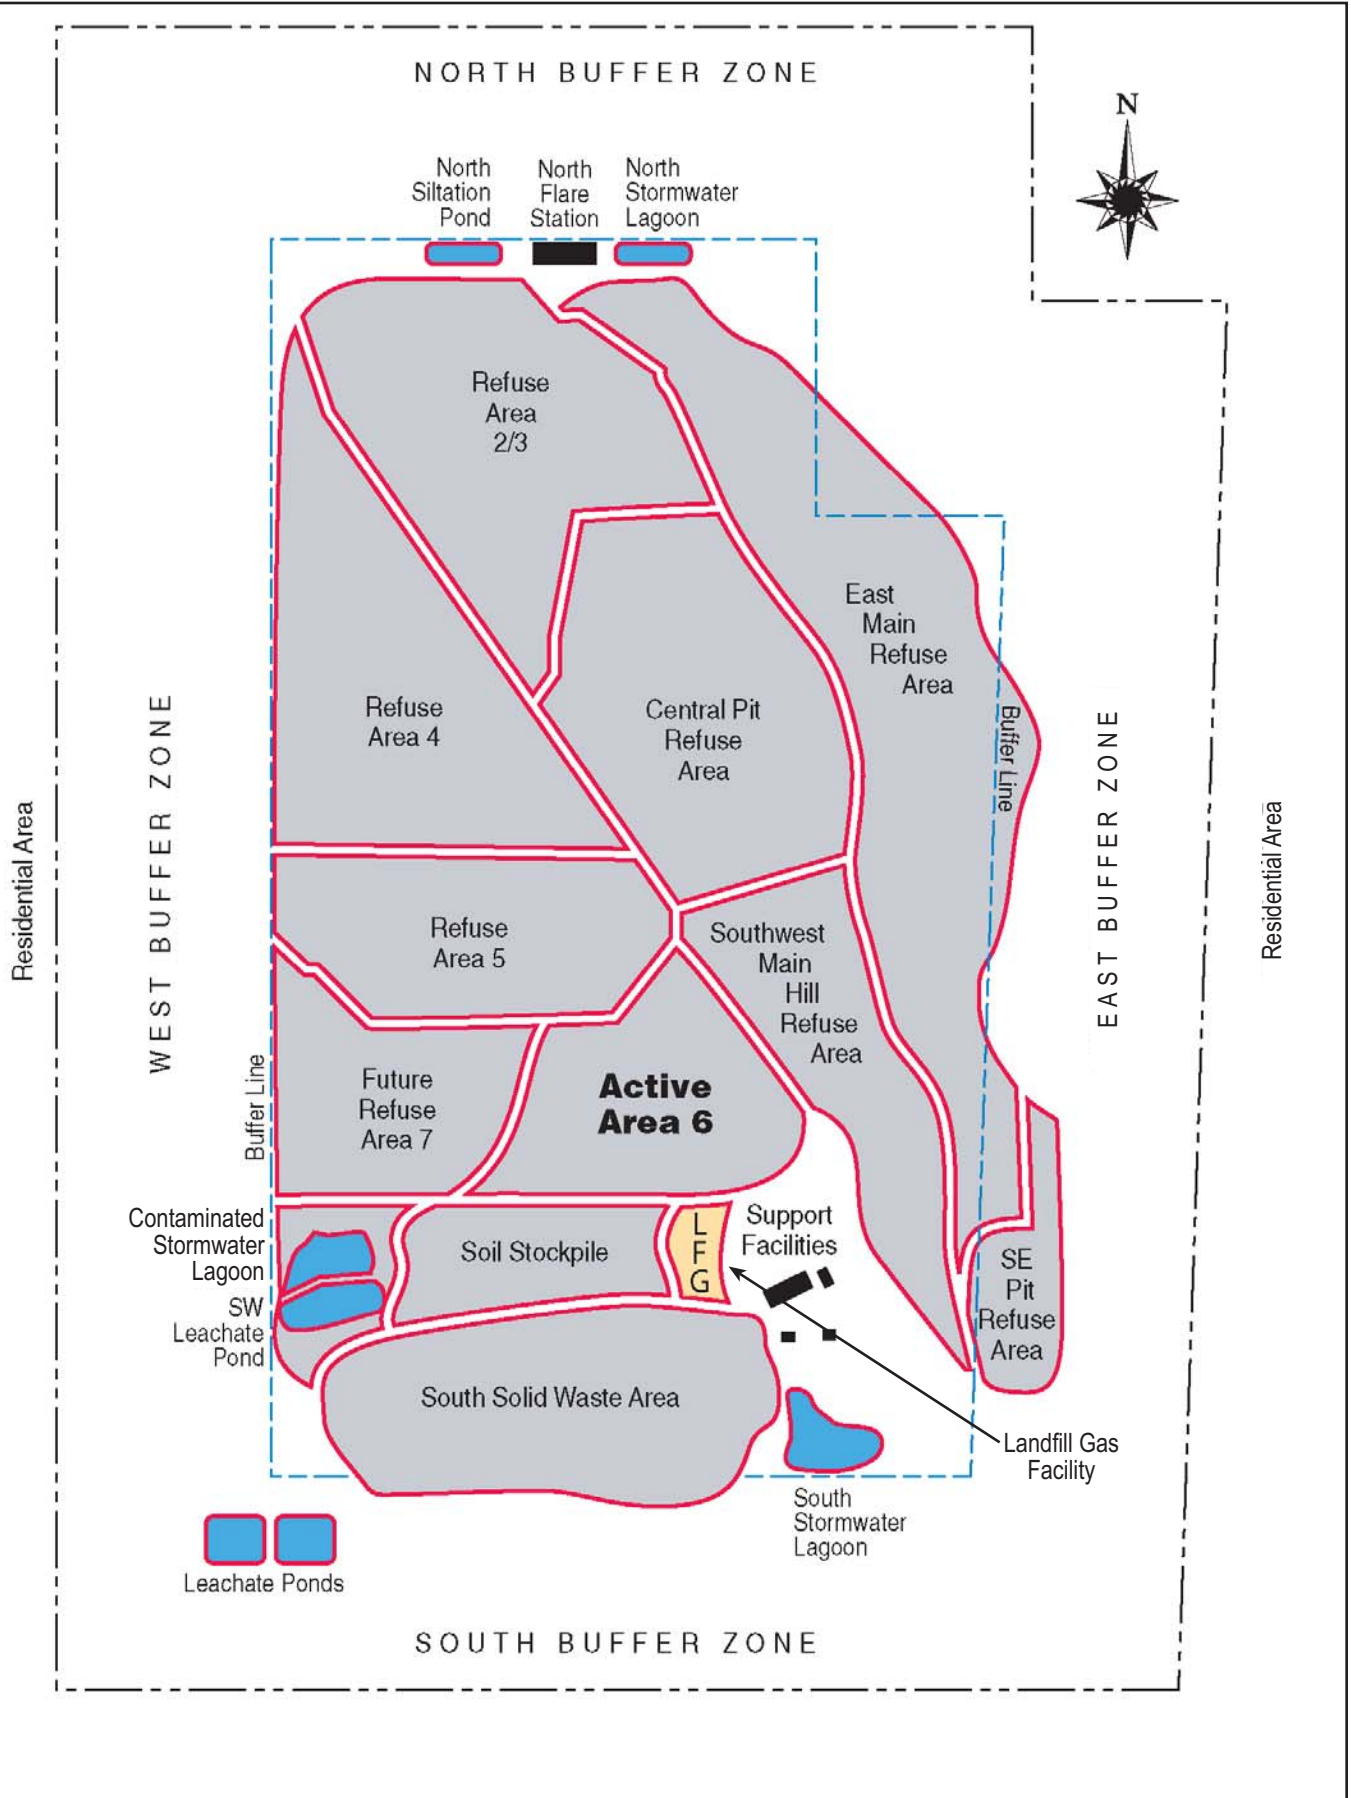 NORTH BUFFER ZONE
N
North
Siltation
Pond
North
Flare
Station
North
Stormwater
Lagoon
Refuse
Area
2/3
East
Main
Refuse
Area
Refuse
Area 4
Central Pit
Refuse
Area
Buffer Line
WEST BUFFER ZONE
EAST BUFFER ZONE
Residential Area
Residential Area
Refuse
Area 5
Southwest
Main
Hill
Refuse
Area
Buffer Line
Future
Refuse
Area 7
Active
Area 6
Contaminated
Stormwater
Lagoon
SW
Leachate
Pond
Soil Stockpile
L
F
G
Support
Facilities
SE
Pit
Refuse
Area
South Solid Waste Area
Landfill Gas
Facility
South
Stormwater
Lagoon
Leachate Ponds
SOUTH BUFFER ZONE